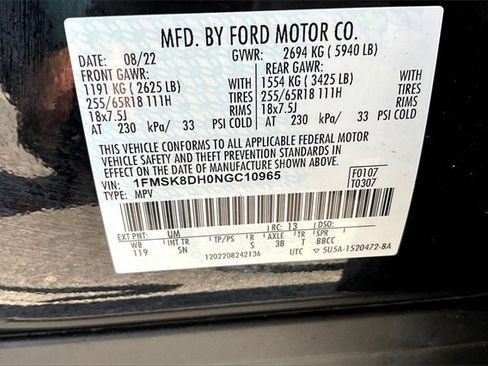 MFD. BY FORD MOTOR CO.
DATE: 08/22 GVWR: 2694 KG ( 5940 LB)
FRONT GAWR: REAR GAWR:
1191 KG ( 2625 LB) WITH 1554 KG ( 3425 LB) WITH
255/65R18 111H TIRES 255/65R18 111H TIRES
18x7.5J RIMS 18x7.5J RIMS
AT 230 kPa/ 33 PSI COLD AT 230 kPa/ 33 PSI COLD
THIS VEHICLE CONFORMS TO ALL APPLICABLE FEDERAL MOTOR
VEHICLE SAFETY, BUMPER, AND THEFT PREVENTION STANDARDS IN
EFFECT ON THE DATE OF MANUFACTURE SHOWN ABOVE.
VIN: 1FMSK8DH0NGC10965 F0107
TYPE: MPV T0307
EXT PNT: UM RC: 13 DSO:
WB INT TR TP/PS R AXLE TR SPR
119 SN S 3B T BBCC
1202208242136 UTC 5U5A-1520472-BA